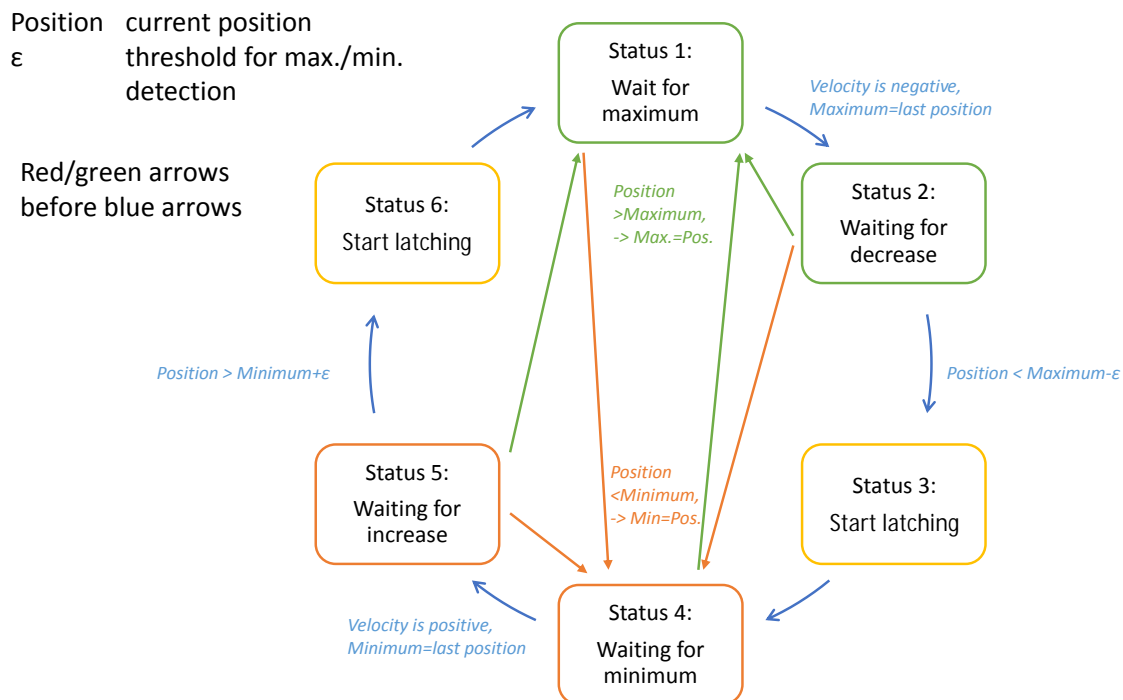 Position current position
ε threshold for max./min.
detection
Red/green arrows
before blue arrows
Status 1:
Wait for
maximum
Velocity is negative,
Maximum=last position
Status 2:
Waiting for
decrease
Position
>Maximum,
-> Max.=Pos.
Status 6:
Start latching
Position > Minimum+ε
Position < Maximum-ε
Status 5:
Waiting for
increase
Position
<Minimum,
-> Min=Pos.
Status 3:
Start latching
Velocity is positive,
Minimum=last position
Status 4:
Waiting for
minimum